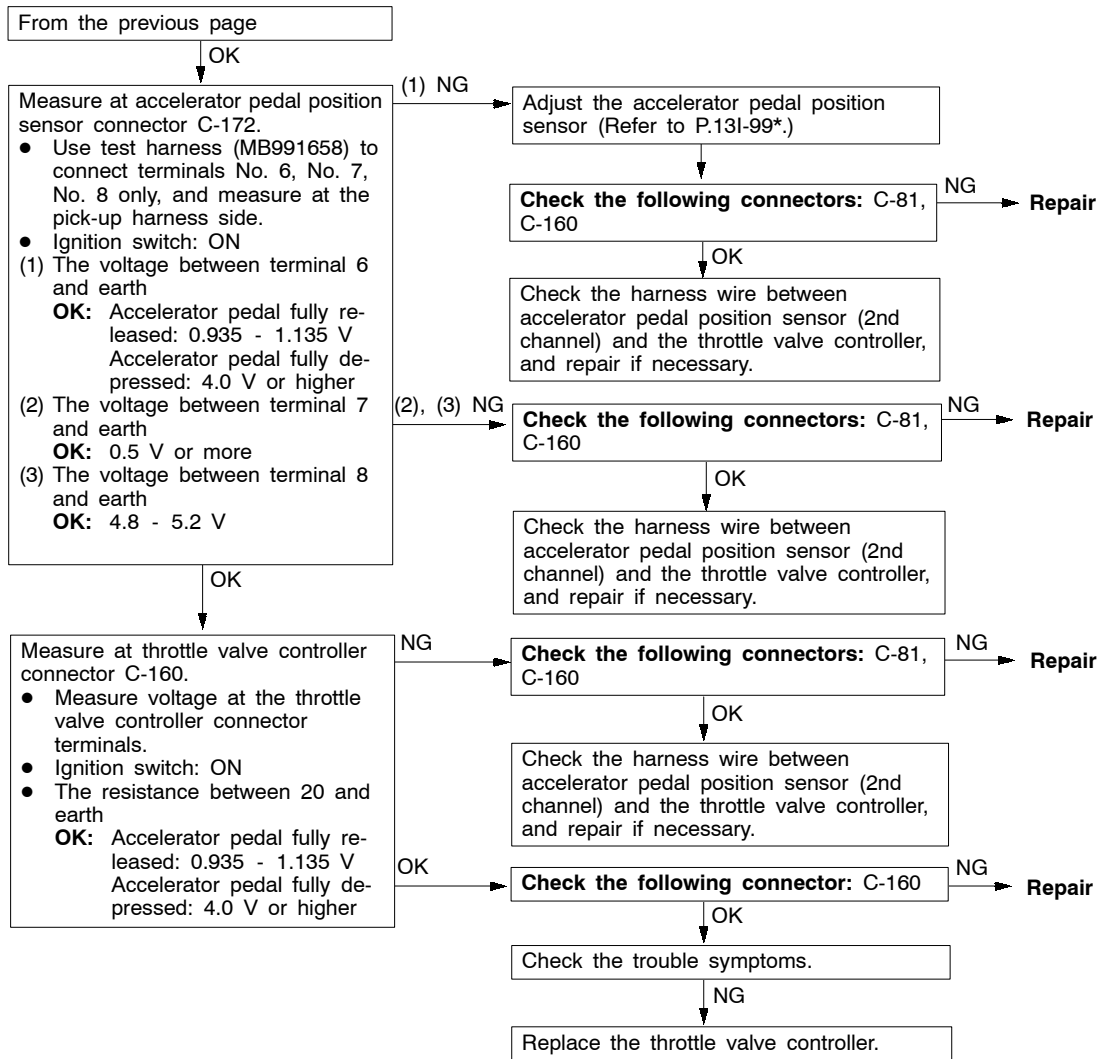 From the previous page
OK
Measure at accelerator pedal position
sensor connector C-172.
● Use test harness (MB991658) to
connect terminals No. 6, No. 7,
No. 8 only, and measure at the
pick-up harness side.
● Ignition switch: ON
(1) The voltage between terminal 6
and earth
OK: Accelerator pedal fully re-
leased: 0.935 - 1.135 V
Accelerator pedal fully de-
pressed: 4.0 V or higher
(2) The voltage between terminal 7
and earth
OK: 0.5 V or more
(3) The voltage between terminal 8
and earth
OK: 4.8 - 5.2 V
(1) NG
Adjust the accelerator pedal position
sensor (Refer to P.13I-99*.)
Check the following connectors: C-81,
C-160
NG
Repair
OK
Check the harness wire between
accelerator pedal position sensor (2nd
channel) and the throttle valve controller,
and repair if necessary.
(2), (3) NG
Check the following connectors: C-81,
C-160
NG
Repair
OK
Check the harness wire between
accelerator pedal position sensor (2nd
channel) and the throttle valve controller,
and repair if necessary.
OK
Measure at throttle valve controller
connector C-160.
● Measure voltage at the throttle
valve controller connector
terminals.
● Ignition switch: ON
● The resistance between 20 and
earth
OK: Accelerator pedal fully re-
leased: 0.935 - 1.135 V
Accelerator pedal fully de-
pressed: 4.0 V or higher
NG
Check the following connectors: C-81,
C-160
NG
Repair
OK
Check the harness wire between
accelerator pedal position sensor (2nd
channel) and the throttle valve controller,
and repair if necessary.
OK
Check the following connector: C-160
NG
Repair
OK
Check the trouble symptoms.
NG
Replace the throttle valve controller.